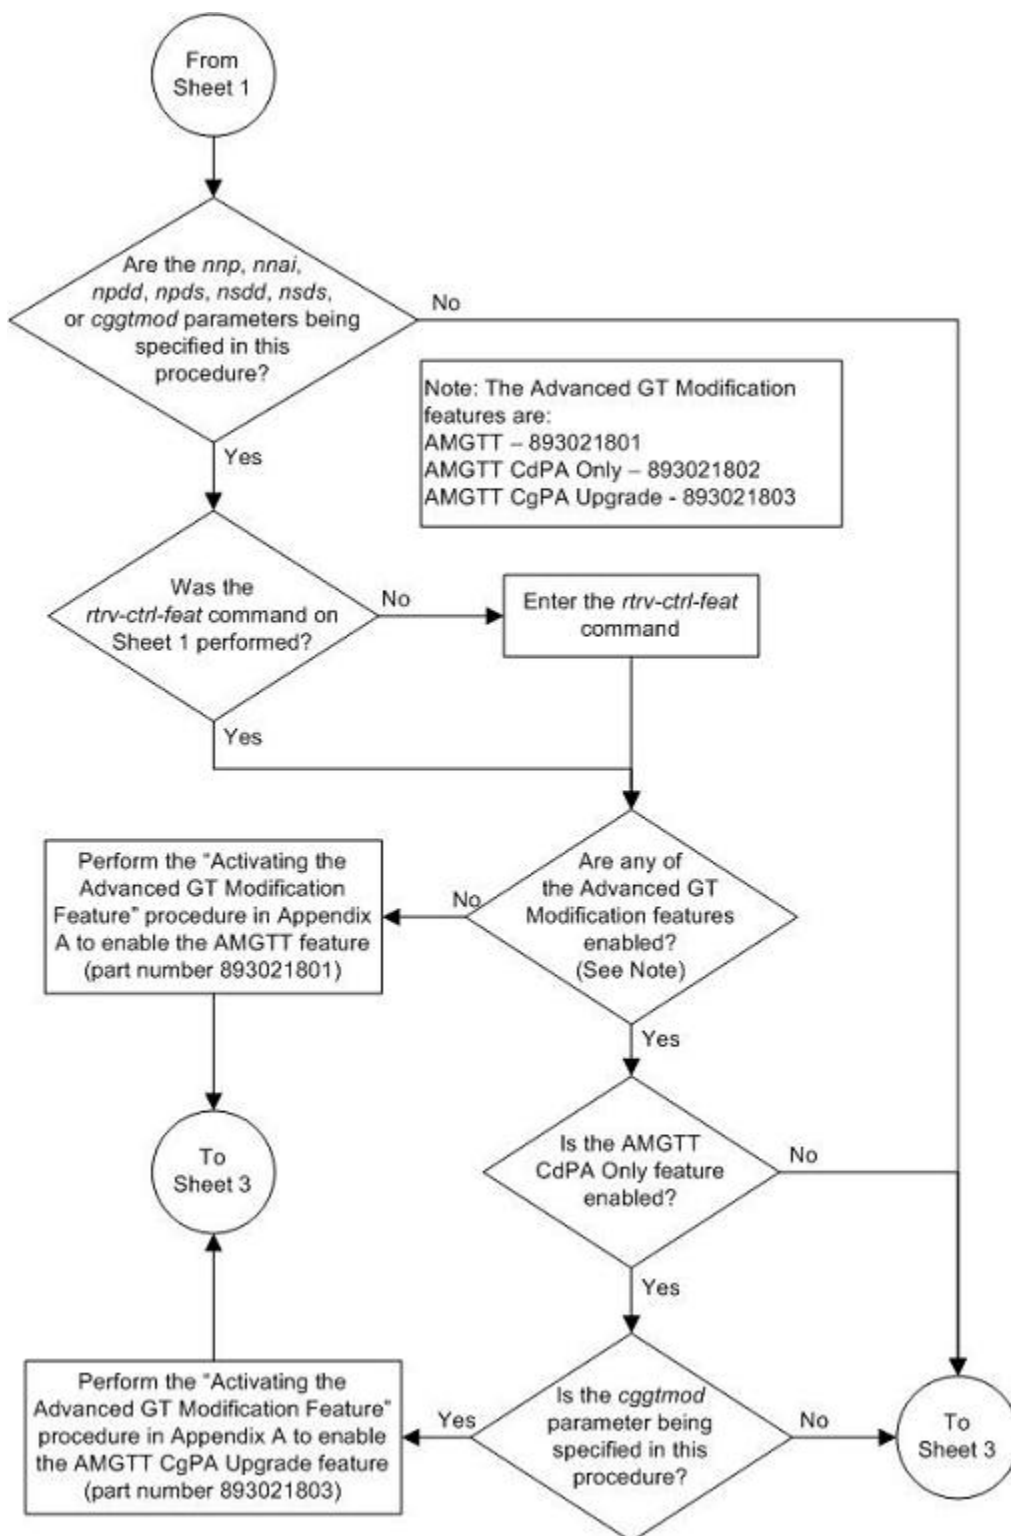 From
Sheet 1
Are the nnp, nnai,
npdd, npds, nsdd, nsds,
or cggtmod parameters being
specified in this
procedure?
No
Note: The Advanced GT Modification
features are:
AMGTT – 893021801
AMGTT CdPA Only – 893021802
AMGTT CgPA Upgrade - 893021803
Yes
Was the
rtrv-ctrl-feat command on
Sheet 1 performed?
No
Enter the rtrv-ctrl-feat
command
Yes
Are any of
the Advanced GT
Modification features
enabled?
(See Note)
No
Perform the “Activating the
Advanced GT Modification
Feature” procedure in Appendix
A to enable the AMGTT feature
(part number 893021801)
Yes
To
Sheet 3
Is the AMGTT
CdPA Only feature
enabled?
No
Yes
Is the cggtmod
parameter being
specified in this
procedure?
Yes
No
Perform the “Activating the
Advanced GT Modification Feature”
procedure in Appendix A to enable
the AMGTT CgPA Upgrade feature
(part number 893021803)
To
Sheet 3